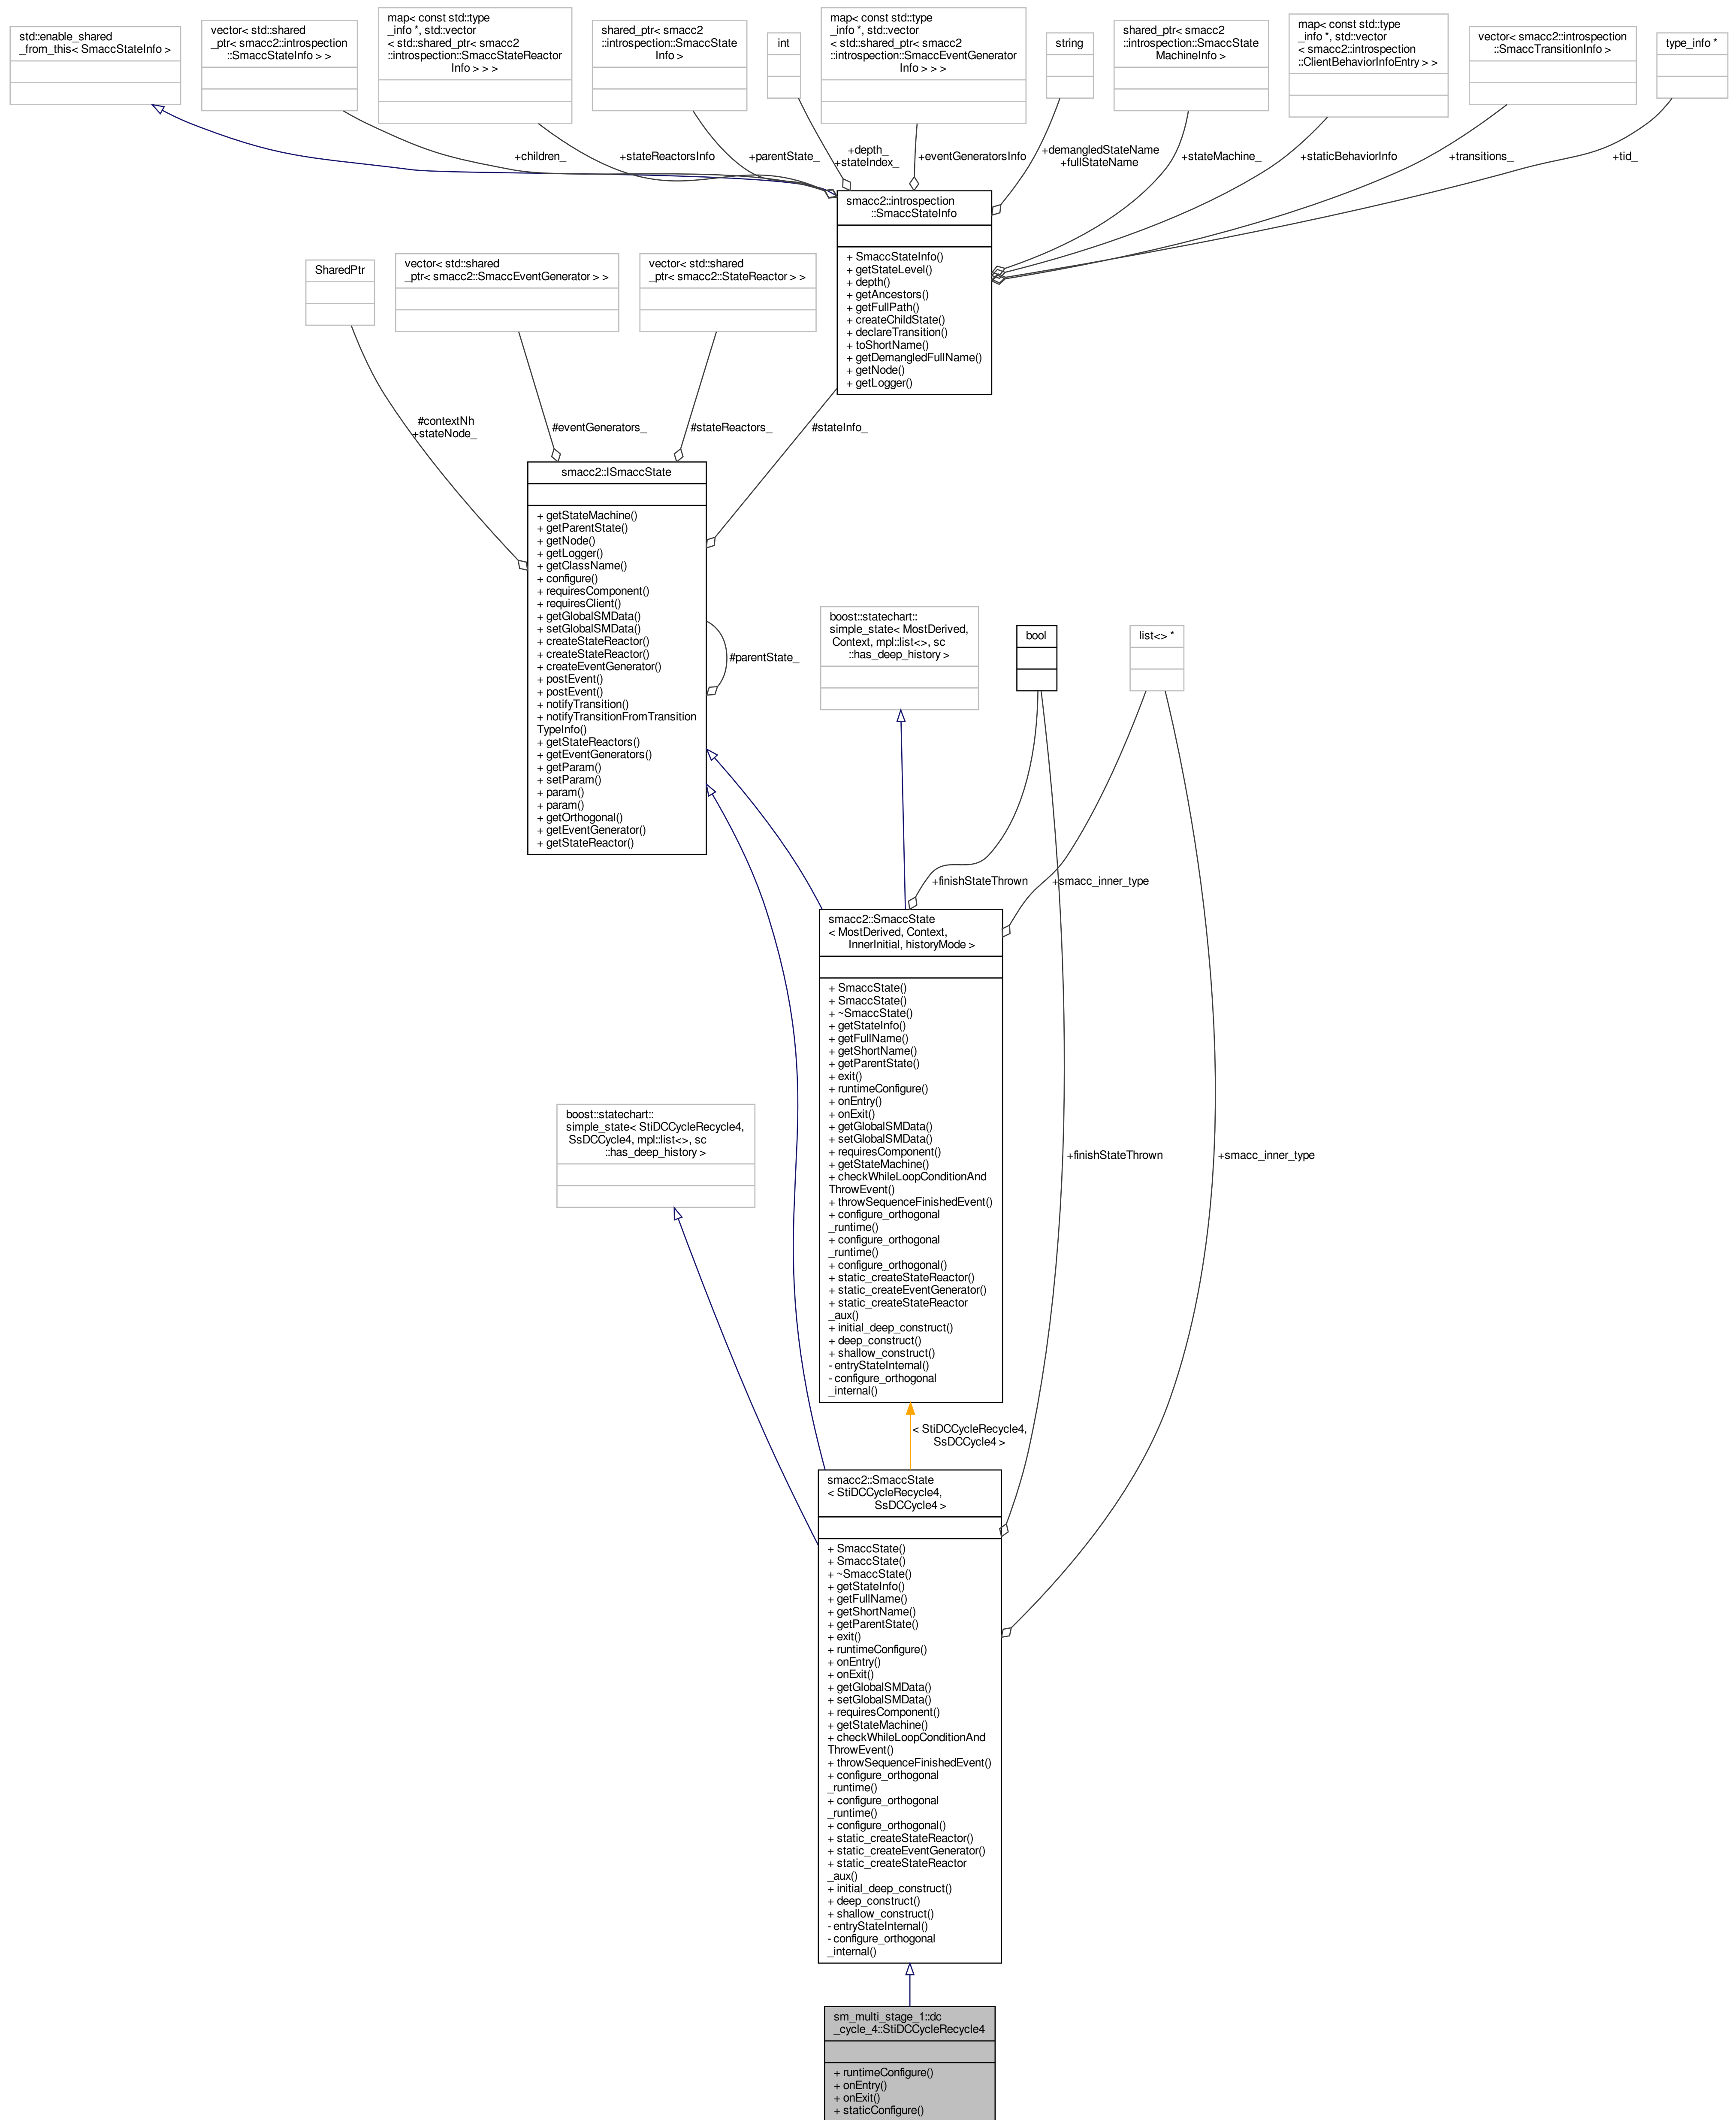 std::enable_shared
_from_this< SmaccStateInfo >
vector< std::shared
_ptr< smacc2::introspection
::SmaccStateInfo > >
map< const std::type
_info *, std::vector
< std::shared_ptr< smacc2
::introspection::SmaccStateReactor
Info > > >
shared_ptr< smacc2
::introspection::SmaccState
Info >
int
map< const std::type
_info *, std::vector
< std::shared_ptr< smacc2
::introspection::SmaccEventGenerator
Info > > >
string
shared_ptr< smacc2
::introspection::SmaccState
MachineInfo >
map< const std::type
_info *, std::vector
< smacc2::introspection
::ClientBehaviorInfoEntry > >
vector< smacc2::introspection
::SmaccTransitionInfo >
type_info *
+children_
+stateReactorsInfo
+parentState_
+depth_
+stateIndex_
+eventGeneratorsInfo
+demangledStateName
+fullStateName
+stateMachine_
+staticBehaviorInfo
+transitions_
+tid_
smacc2::introspection
::SmaccStateInfo
+ SmaccStateInfo()
+ getStateLevel()
+ depth()
+ getAncestors()
+ getFullPath()
+ createChildState()
+ declareTransition()
+ toShortName()
+ getDemangledFullName()
+ getNode()
+ getLogger()
SharedPtr
vector< std::shared
_ptr< smacc2::SmaccEventGenerator > >
vector< std::shared
_ptr< smacc2::StateReactor > >
#contextNh
+stateNode_
#eventGenerators_
#stateReactors_
#stateInfo_
smacc2::ISmaccState
+ getStateMachine()
+ getParentState()
+ getNode()
+ getLogger()
+ getClassName()
+ configure()
+ requiresComponent()
+ requiresClient()
+ getGlobalSMData()
+ setGlobalSMData()
+ createStateReactor()
+ createStateReactor()
+ createEventGenerator()
+ postEvent()
+ postEvent()
+ notifyTransition()
+ notifyTransitionFromTransition
TypeInfo()
+ getStateReactors()
+ getEventGenerators()
+ getParam()
+ setParam()
+ param()
+ param()
+ getOrthogonal()
+ getEventGenerator()
+ getStateReactor()
#parentState_
boost::statechart::
simple_state< MostDerived,
Context, mpl::list<>, sc
::has_deep_history >
bool
list<> *
+finishStateThrown
+smacc_inner_type
smacc2::SmaccState
< MostDerived, Context,
InnerInitial, historyMode >
+ SmaccState()
+ SmaccState()
+ ~SmaccState()
+ getStateInfo()
+ getFullName()
+ getShortName()
+ getParentState()
+ exit()
+ runtimeConfigure()
+ onEntry()
+ onExit()
+ getGlobalSMData()
+ setGlobalSMData()
+ requiresComponent()
+ getStateMachine()
+ checkWhileLoopConditionAnd
ThrowEvent()
+ throwSequenceFinishedEvent()
+ configure_orthogonal
_runtime()
+ configure_orthogonal
_runtime()
+ configure_orthogonal()
+ static_createStateReactor()
+ static_createEventGenerator()
+ static_createStateReactor
_aux()
+ initial_deep_construct()
+ deep_construct()
+ shallow_construct()
- entryStateInternal()
- configure_orthogonal
_internal()
boost::statechart::
simple_state< StiDCCycleRecycle4,
SsDCCycle4, mpl::list<>, sc
::has_deep_history >
+finishStateThrown
+smacc_inner_type
< StiDCCycleRecycle4,
SsDCCycle4 >
smacc2::SmaccState
< StiDCCycleRecycle4,
SsDCCycle4 >
+ SmaccState()
+ SmaccState()
+ ~SmaccState()
+ getStateInfo()
+ getFullName()
+ getShortName()
+ getParentState()
+ exit()
+ runtimeConfigure()
+ onEntry()
+ onExit()
+ getGlobalSMData()
+ setGlobalSMData()
+ requiresComponent()
+ getStateMachine()
+ checkWhileLoopConditionAnd
ThrowEvent()
+ throwSequenceFinishedEvent()
+ configure_orthogonal
_runtime()
+ configure_orthogonal
_runtime()
+ configure_orthogonal()
+ static_createStateReactor()
+ static_createEventGenerator()
+ static_createStateReactor
_aux()
+ initial_deep_construct()
+ deep_construct()
+ shallow_construct()
- entryStateInternal()
- configure_orthogonal
_internal()
sm_multi_stage_1::dc
_cycle_4::StiDCCycleRecycle4
+ runtimeConfigure()
+ onEntry()
+ onExit()
+ staticConfigure()